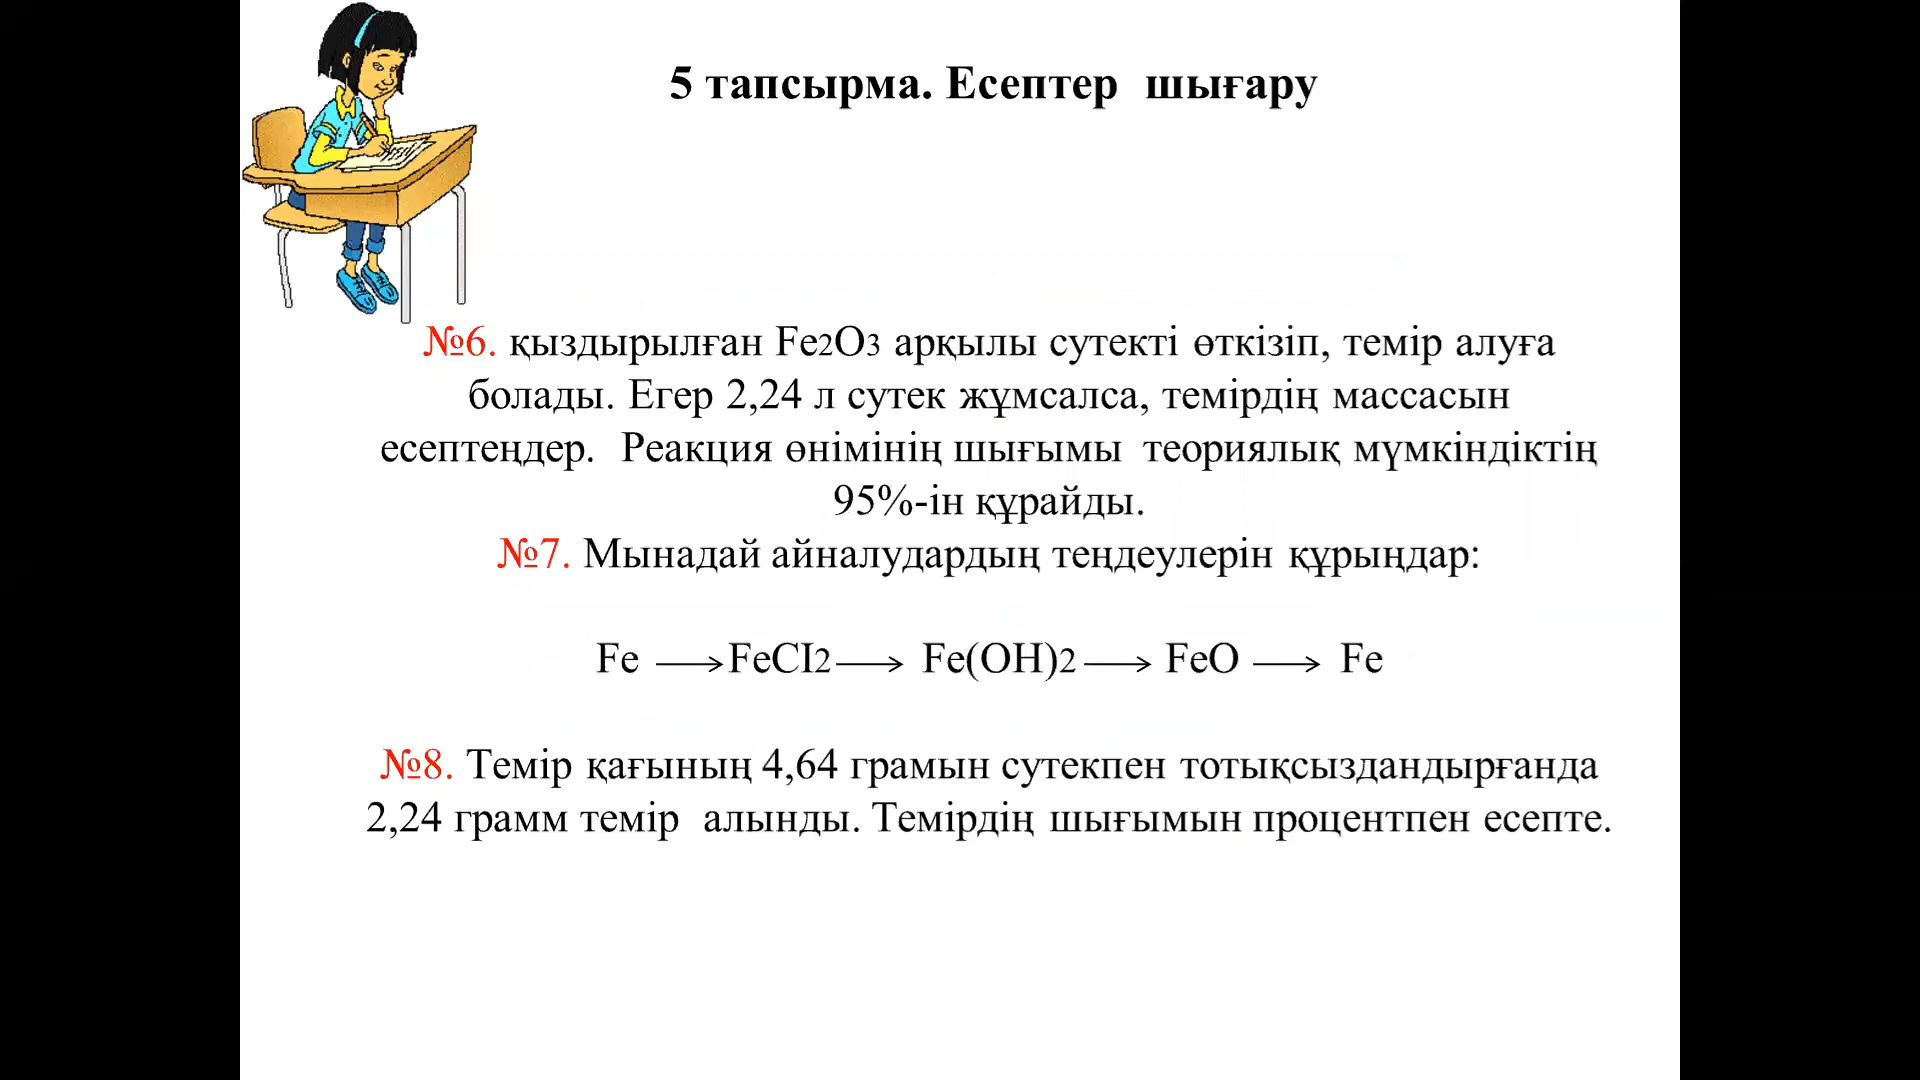 5 тапсырма. Есептер шығару
№6. қыздырылған Fe2O3 арқылы сутекті өткізіп, темір алуға
болады. Егер 2,24 л сутек жұмсалса, темірдің массасын
есептеңдер. Реакция өнімінің шығымы теориялық мүмкіндіктің
95%-ін құрайды.
№7. Мынадай айналудардың теңдеулерін құрыңдар:
Fe ⟶ FeCI2 ⟶ Fe(OH)2 ⟶ FeO ⟶ Fe
№8. Темір қағының 4,64 грамын сутекпен тотықсыздандырғанда
2,24 грамм темір алынды. Темірдің шығымын процентпен есепте.